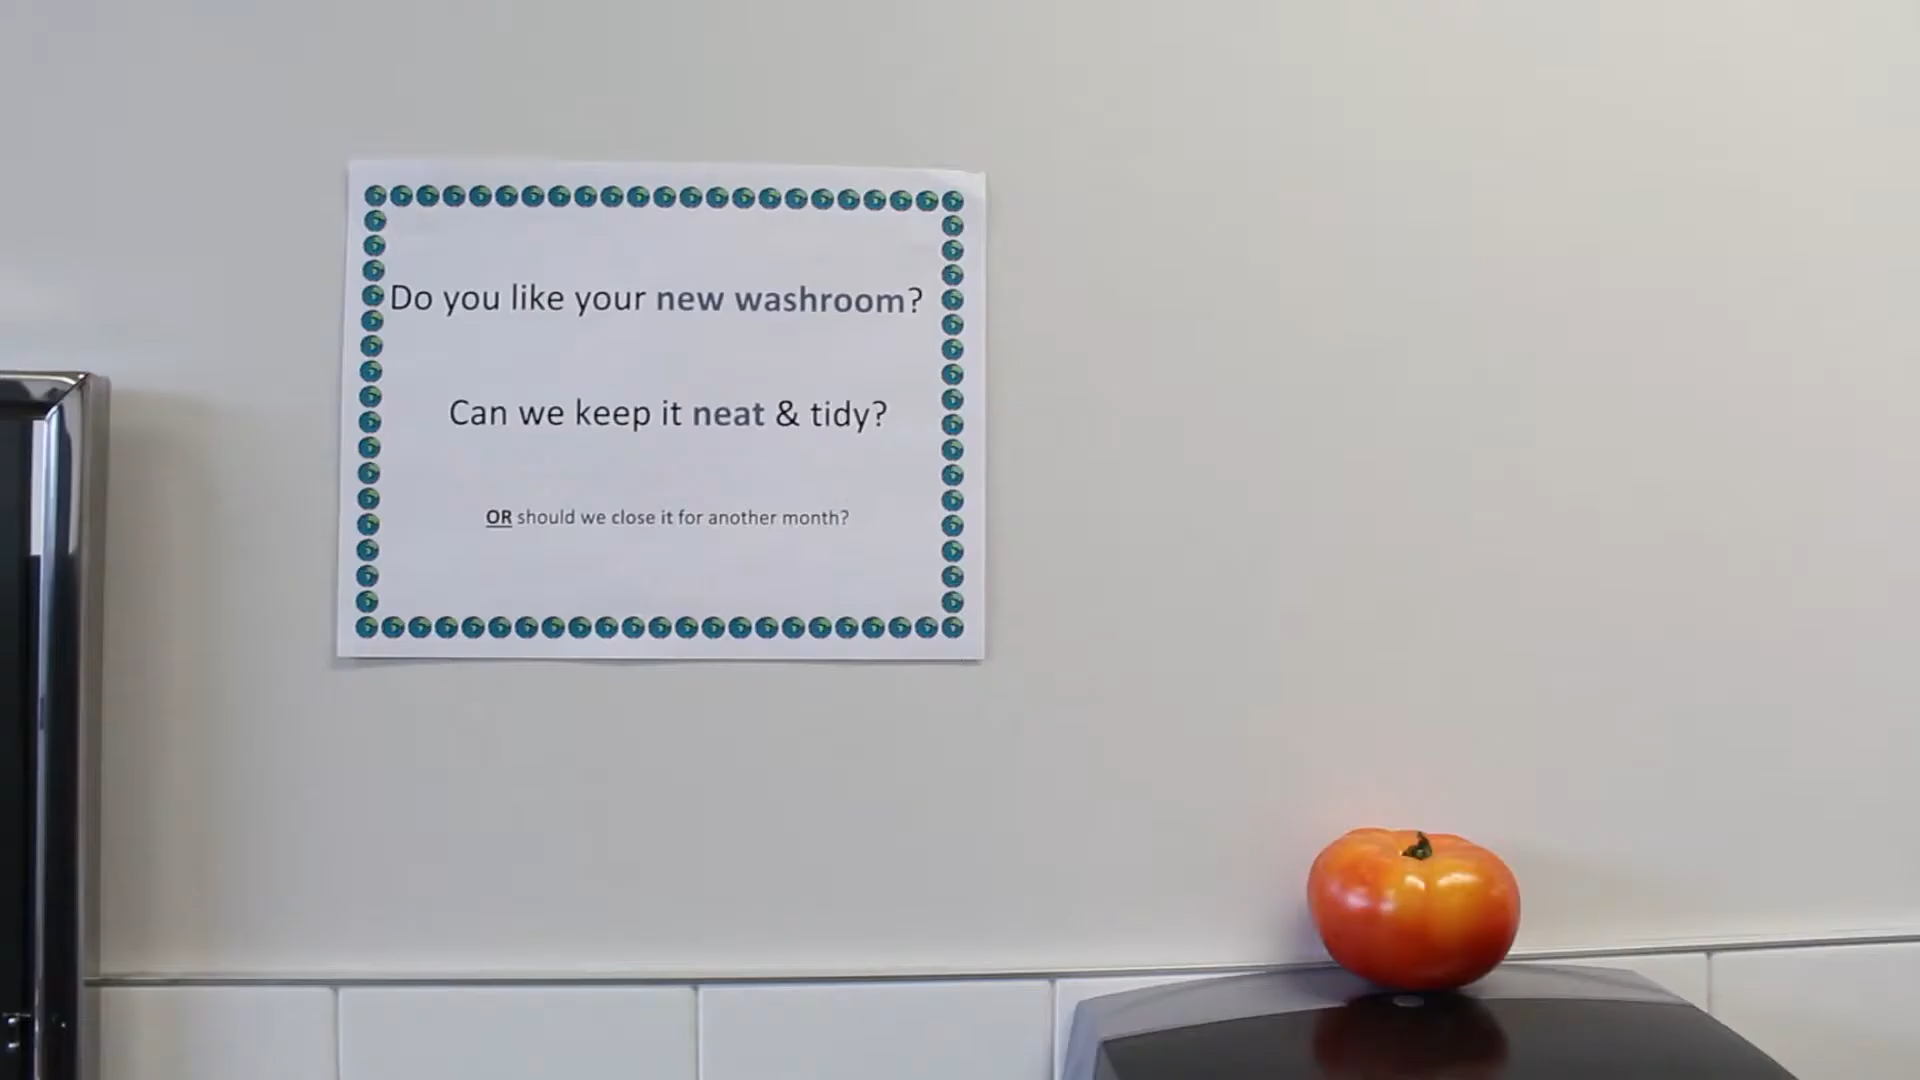 Do you like your new washroom?
Can we keep it neat & tidy?
OR should we close it for another month?